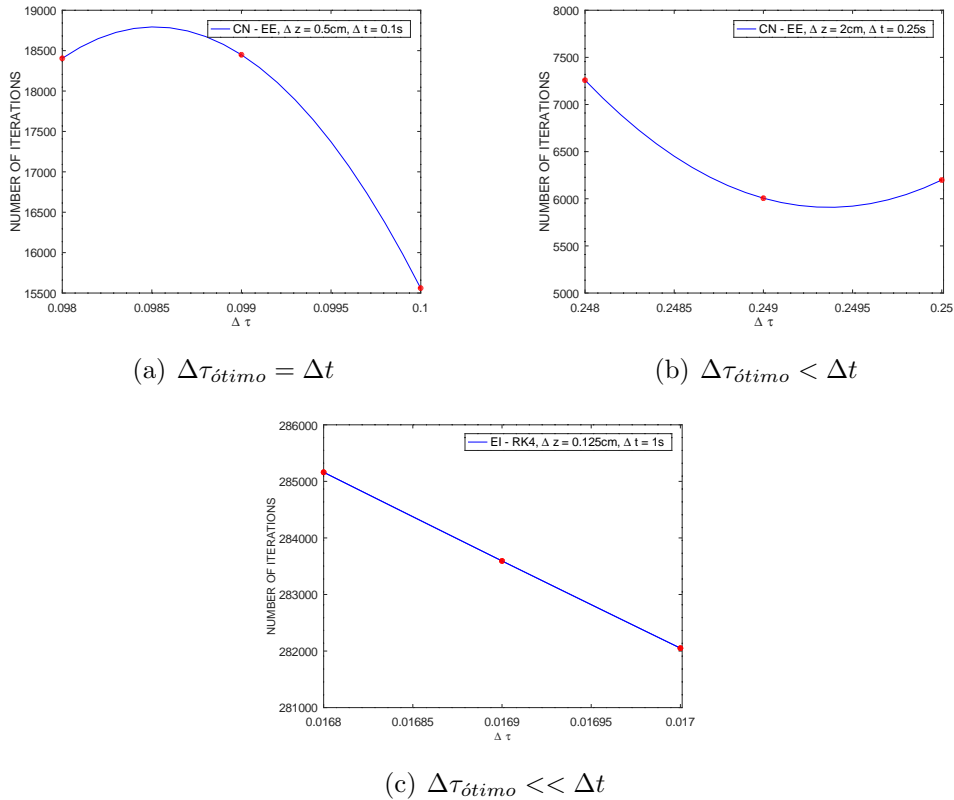 CN - EE, Δ z = 0.5cm, Δ t = 0.1s
19000
18500
18000
17500
17000
16500
16000
15500
NUMBER OF ITERATIONS
0.098 0.0985 0.099 0.0995 0.1
Δ τ
(a) Δτótimo = Δt
CN - EE, Δ z = 2cm, Δ t = 0.25s
8000
7500
7000
6500
6000
5500
5000
NUMBER OF ITERATIONS
0.248 0.2485 0.249 0.2495 0.25
Δ τ
(b) Δτótimo < Δt
EI - RK4, Δ z = 0.125cm, Δ t = 1s
286000
285000
284000
283000
282000
281000
NUMBER OF ITERATIONS
0.0168 0.01685 0.0169 0.01695 0.017
Δ τ
(c) Δτótimo << Δt